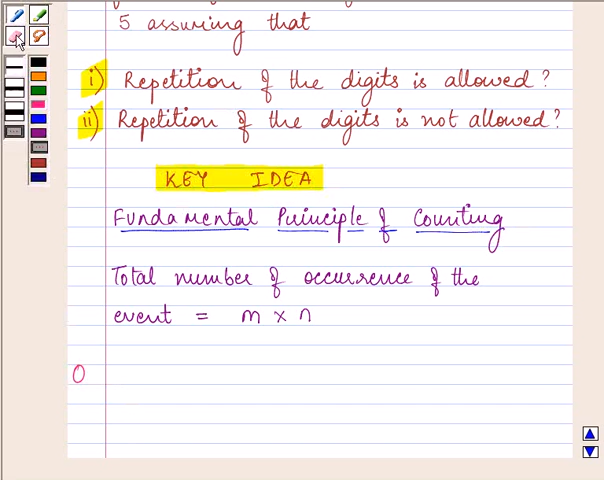 5 assuming that
i) Repetition of the digits is allowed?
ii) Repetition of the digits is not allowed?
KEY IDEA
Fundamental Principle of Counting
Total number of occurrence of the
event = m × n
0